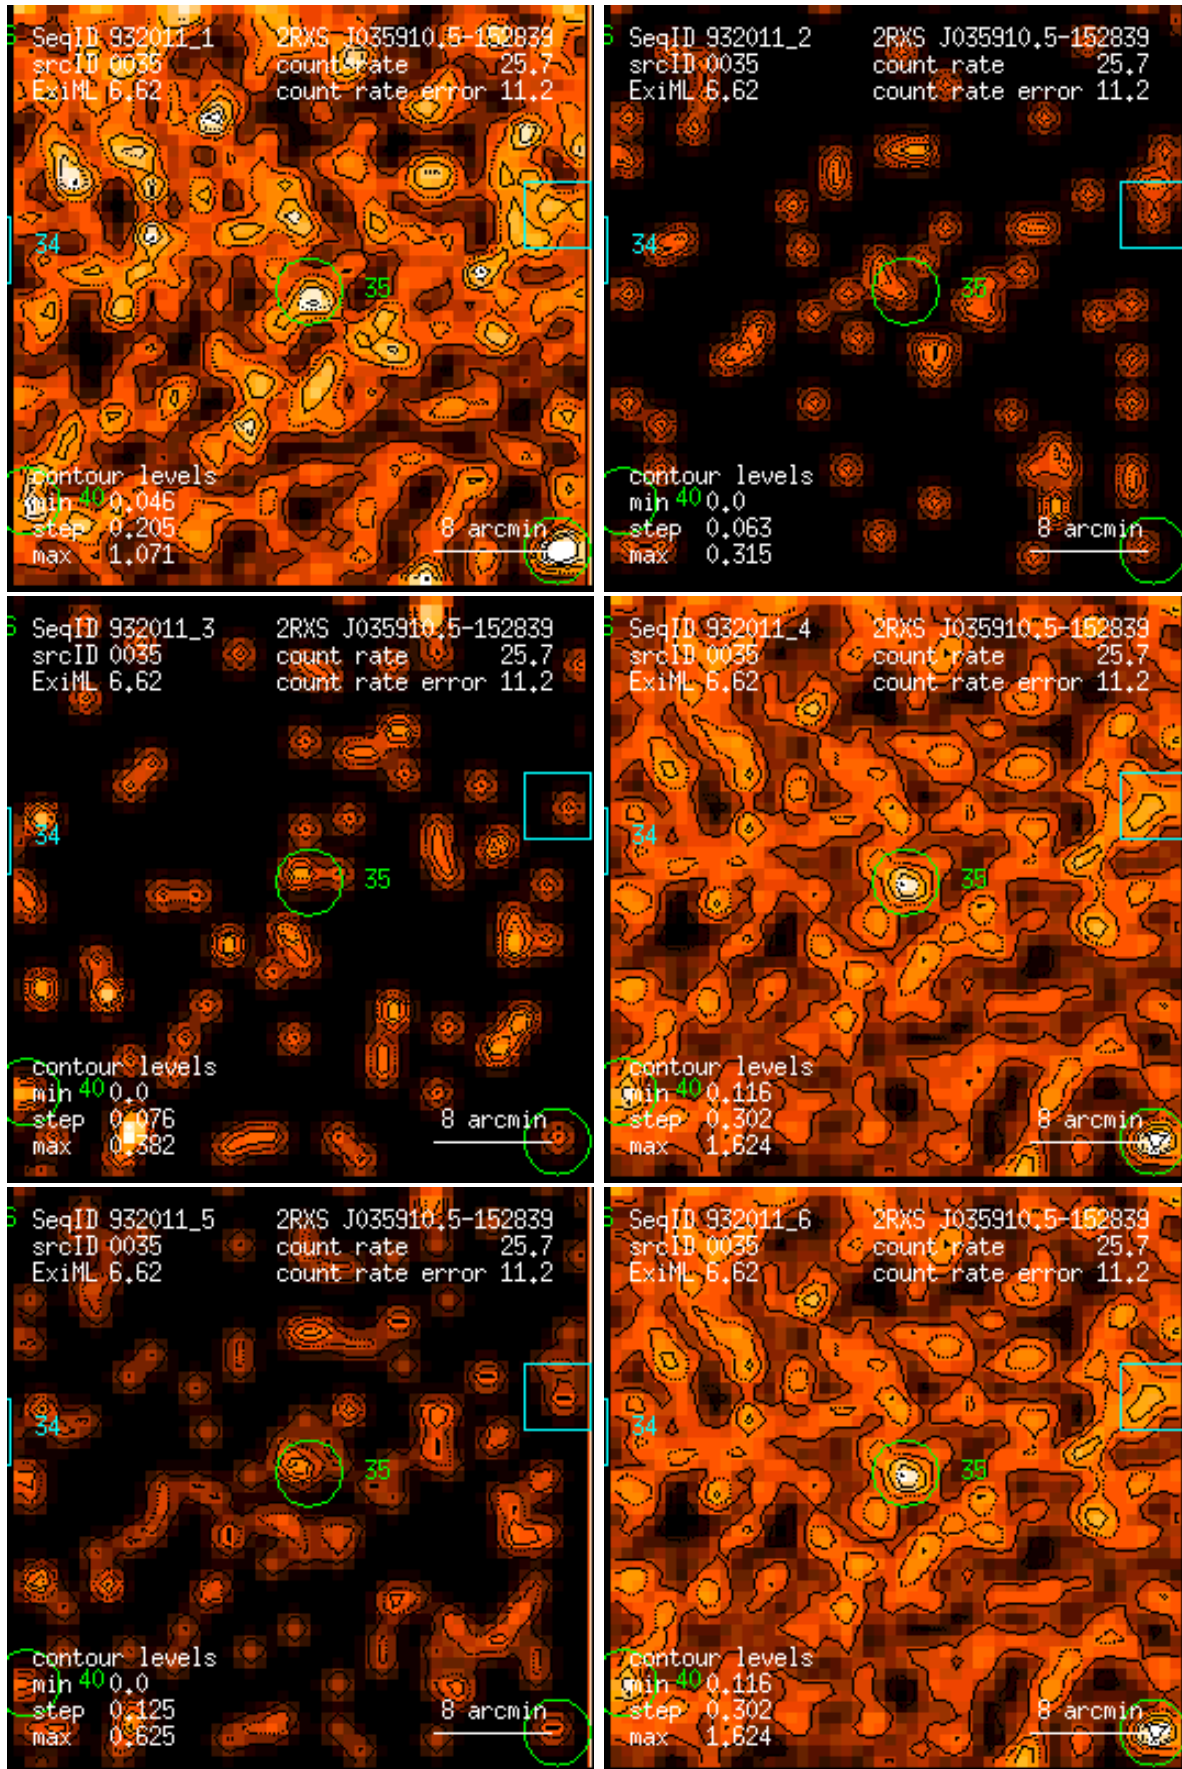 SeqID 932011_1 2RXS J035910.5-152839
srcID 0035 count rate 25.7
ExiML 6.62 count rate error 11.2
34
35
contour levels
min 40 0.046
step 0.205 8 arcmin
max 1.071
SeqID 932011_2 2RXS J035910.5-152839
srcID 0035 count rate 25.7
ExiML 6.62 count rate error 11.2
34
35
contour levels
min 40 0.0
step 0.063 8 arcmin
max 0.315
SeqID 932011_3 2RXS J035910.5-152839
srcID 0035 count rate 25.7
ExiML 6.62 count rate error 11.2
34
35
contour levels
min 40 0.0
step 0.076 8 arcmin
max 0.382
SeqID 932011_4 2RXS J035910.5-152839
srcID 0035 count rate 25.7
ExiML 6.62 count rate error 11.2
34
35
contour levels
min 40 0.116
step 0.302 8 arcmin
max 1.624
SeqID 932011_5 2RXS J035910.5-152839
srcID 0035 count rate 25.7
ExiML 6.62 count rate error 11.2
34
35
contour levels
min 40 0.0
step 0.125 8 arcmin
max 0.625
SeqID 932011_6 2RXS J035910.5-152839
srcID 0035 count rate 25.7
ExiML 6.62 count rate error 11.2
34
35
contour levels
min 40 0.116
step 0.302 8 arcmin
max 1.624